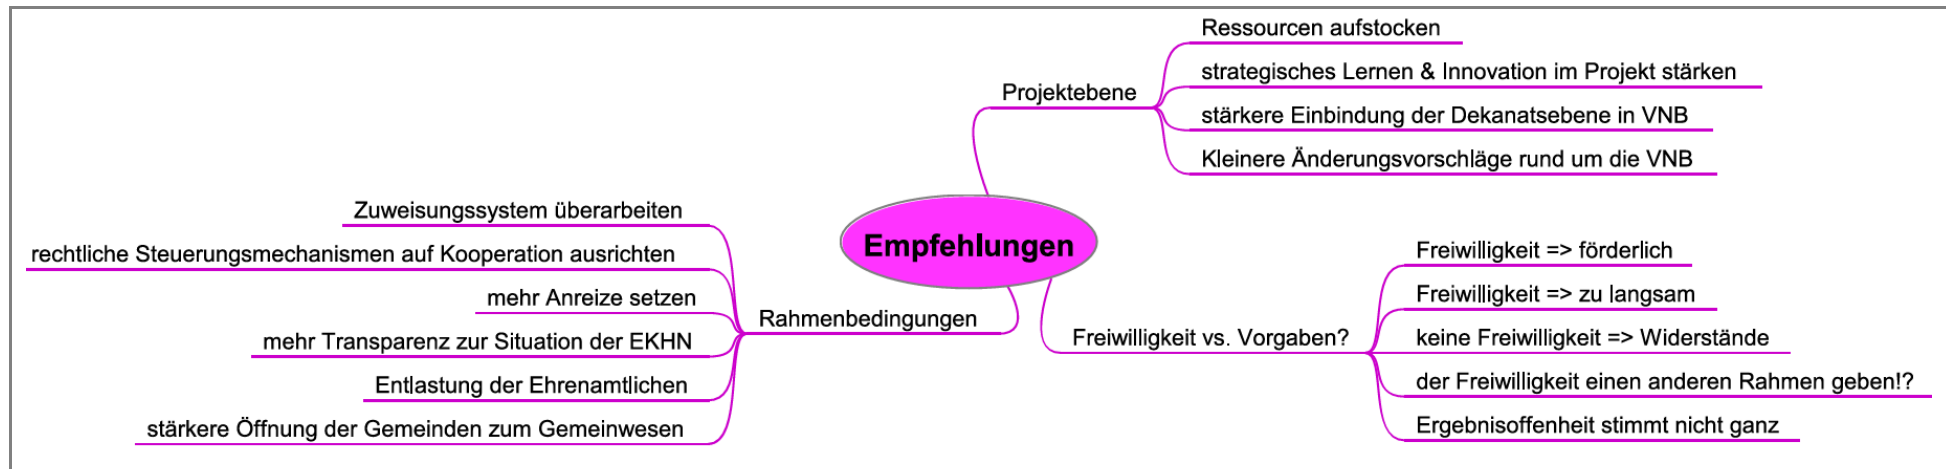 Empfehlungen
Projektebene
Ressourcen aufstocken
strategisches Lernen & Innovation im Projekt stärken
stärkere Einbindung der Dekanatsebene in VNB
Kleinere Änderungsvorschläge rund um die VNB
Freiwilligkeit vs. Vorgaben?
Freiwilligkeit => förderlich
Freiwilligkeit => zu langsam
keine Freiwilligkeit => Widerstände
der Freiwilligkeit einen anderen Rahmen geben!?
Ergebnisoffenheit stimmt nicht ganz
Rahmenbedingungen
Zuweisungssystem überarbeiten
rechtliche Steuerungsmechanismen auf Kooperation ausrichten
mehr Anreize setzen
mehr Transparenz zur Situation der EKHN
Entlastung der Ehrenamtlichen
stärkere Öffnung der Gemeinden zum Gemeinwesen